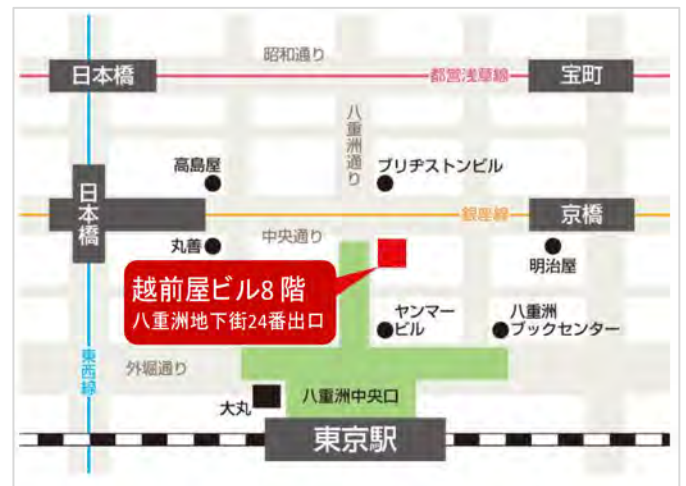 昭和通り
日本橋
都営浅草線
宝町
八重洲通り
高島屋
ブリヂストンビル
日本橋
銀座線
京橋
中央通り
丸善
明治屋
越前屋ビル8 階
八重洲地下街24番出口
ヤンマー
ビル
八重洲
ブックセンター
東西線
外堀通り
大丸
八重洲中央口
東京駅